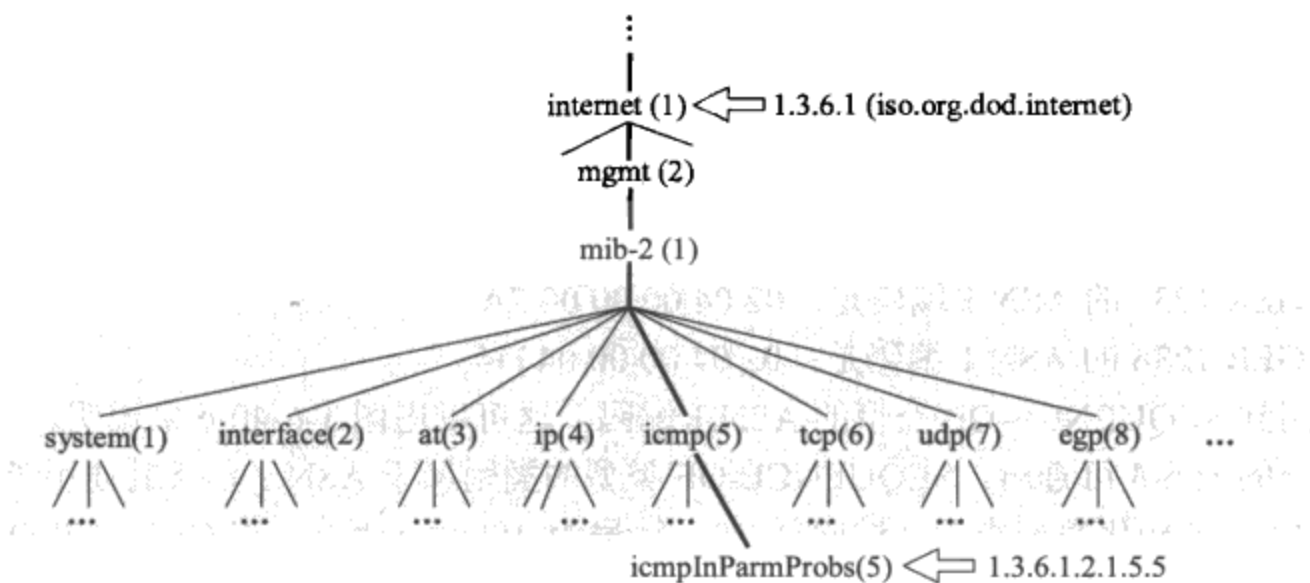 internet (1) 1.3.6.1 (iso.org.dod.internet)
mgmt (2)
mib-2 (1)
system(1) interface(2) at(3) ip(4) icmp(5) tcp(6) udp(7) egp(8) ...
... ... ... ... ... ... ... ...
icmpInParmProbs(5) 1.3.6.1.2.1.5.5